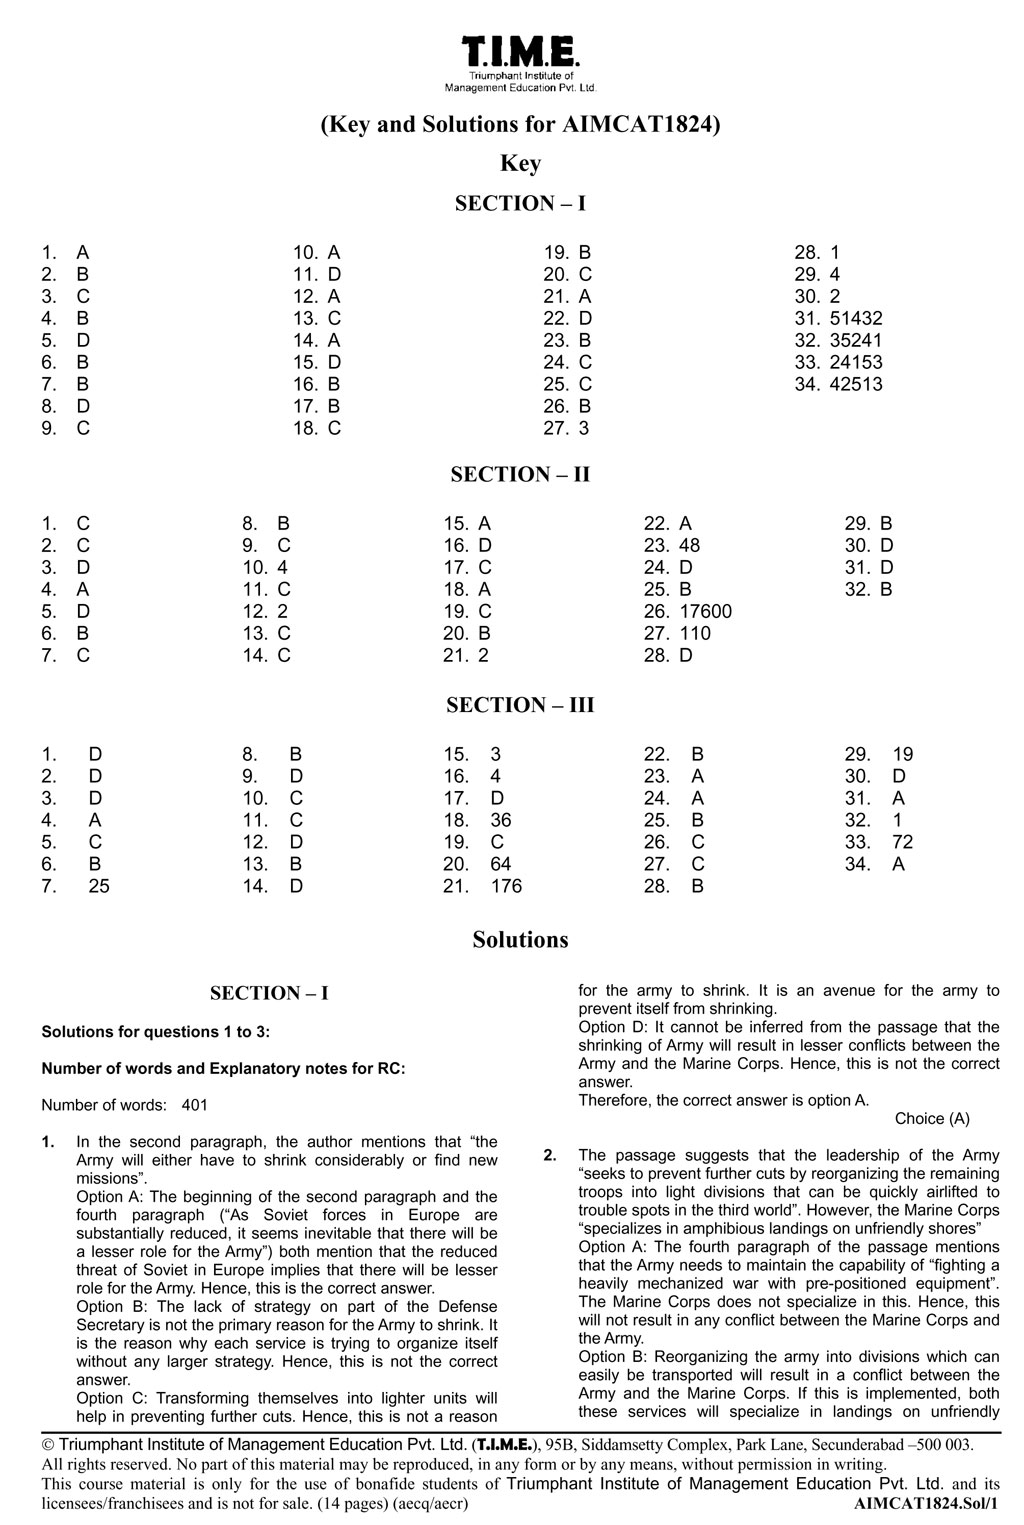 T.I.M.E.
Triumphant Institute of
Management Education Pvt. Ltd.
(Key and Solutions for AIMCAT1824)
Key
SECTION – I
1. A 10. A 19. B 28. 1
2. B 11. D 20. C 29. 4
3. C 12. A 21. A 30. 2
4. B 13. C 22. D 31. 51432
5. D 14. A 23. B 32. 35241
6. B 15. D 24. C 33. 24153
7. B 16. B 25. C 34. 42513
8. D 17. B 26. B
9. C 18. C 27. 3
SECTION – II
1. C 8. B 15. A 22. A 29. B
2. C 9. C 16. D 23. 48 30. D
3. D 10. 4 17. C 24. D 31. D
4. A 11. C 18. A 25. B 32. B
5. D 12. 2 19. C 26. 17600
6. B 13. C 20. B 27. 110
7. C 14. C 21. 2 28. D
SECTION – III
1. D 8. B 15. 3 22. B 29. 19
2. D 9. D 16. 4 23. A 30. D
3. D 10. C 17. D 24. A 31. A
4. A 11. C 18. 36 25. B 32. 1
5. C 12. D 19. C 26. C 33. 72
6. B 13. B 20. 64 27. C 34. A
7. 25 14. D 21. 176 28. B
Solutions
SECTION – I
Solutions for questions 1 to 3:
Number of words and Explanatory notes for RC:
Number of words: 401
1. In the second paragraph, the author mentions that “the
Army will either have to shrink considerably or find new
missions”.
Option A: The beginning of the second paragraph and the
fourth paragraph (“As Soviet forces in Europe are
substantially reduced, it seems inevitable that there will be
a lesser role for the Army”) both mention that the reduced
threat of Soviet in Europe implies that there will be lesser
role for the Army. Hence, this is the correct answer.
Option B: The lack of strategy on part of the Defense
Secretary is not the primary reason for the Army to shrink. It
is the reason why each service is trying to organize itself
without any larger strategy. Hence, this is not the correct
answer.
Option C: Transforming themselves into lighter units will
help in preventing further cuts. Hence, this is not a reason
for the army to shrink. It is an avenue for the army to
prevent itself from shrinking.
Option D: It cannot be inferred from the passage that the
shrinking of Army will result in lesser conflicts between the
Army and the Marine Corps. Hence, this is not the correct
answer.
Therefore, the correct answer is option A.
Choice (A)
2. The passage suggests that the leadership of the Army
“seeks to prevent further cuts by reorganizing the remaining
troops into light divisions that can be quickly airlifted to
trouble spots in the third world”. However, the Marine Corps
“specializes in amphibious landings on unfriendly shores”
Option A: The fourth paragraph of the passage mentions
that the Army needs to maintain the capability of “fighting a
heavily mechanized war with pre-positioned equipment”.
The Marine Corps does not specialize in this. Hence, this
will not result in any conflict between the Marine Corps and
the Army.
Option B: Reorganizing the army into divisions which can
easily be transported will result in a conflict between the
Army and the Marine Corps. If this is implemented, both
these services will specialize in landings on unfriendly
© Triumphant Institute of Management Education Pvt. Ltd. (T.I.M.E.), 95B, Siddamsetty Complex, Park Lane, Secunderabad –500 003.
All rights reserved. No part of this material may be reproduced, in any form or by any means, without permission in writing.
This course material is only for the use of bonafide students of Triumphant Institute of Management Education Pvt. Ltd. and its
licensees/franchisees and is not for sale. (14 pages) (aecq/aecr) AIMCAT1824.Sol/1